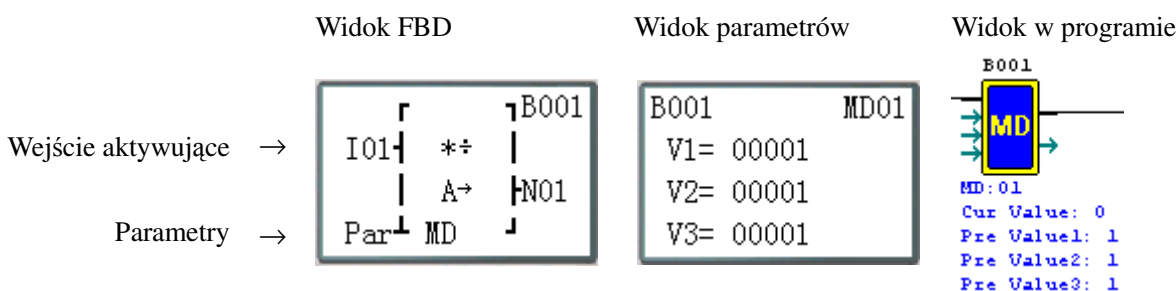 Widok FBD
Widok parametrów
Widok w programie
Wejście aktywujące →
Parametry →
B001
I01 *÷
A→ N01
Par MD
B001 MD01
V1= 00001
V2= 00001
V3= 00001
B001
MD
MD:01
Cur Value: 0
Pre Value1: 1
Pre Value2: 1
Pre Value3: 1